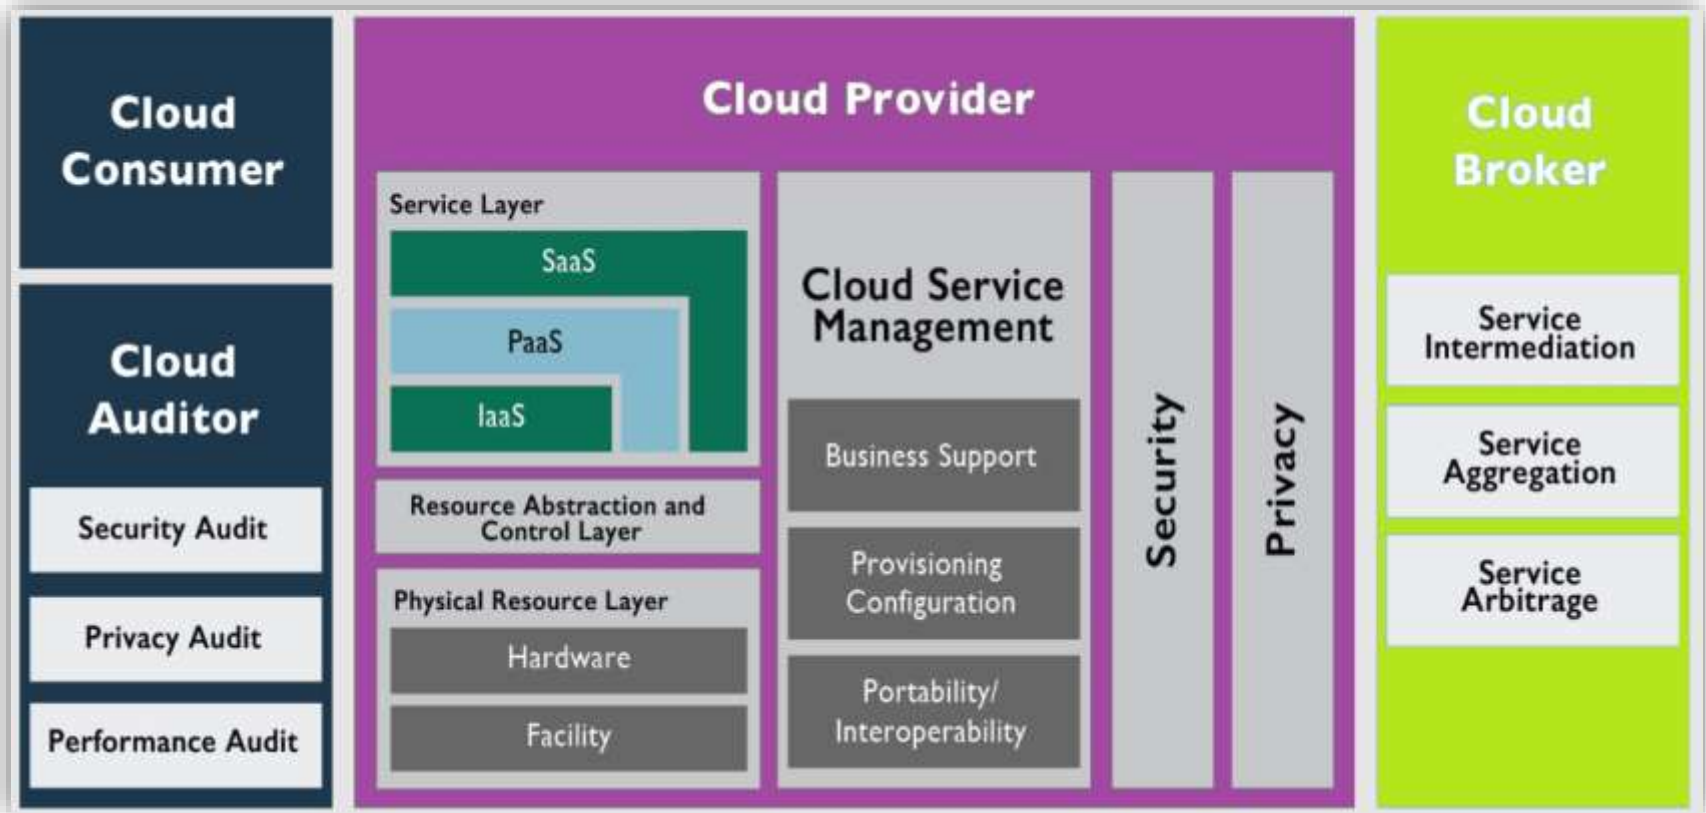 Cloud
Consumer
Cloud
Auditor
Security Audit
Privacy Audit
Performance Audit
Cloud Provider
Service Layer
SaaS
PaaS
IaaS
Resource Abstraction and
Control Layer
Physical Resource Layer
Hardware
Facility
Cloud Service
Management
Business Support
Provisioning
Configuration
Portability/
Interoperability
Security
Privacy
Cloud
Broker
Service
Intermediation
Service
Aggregation
Service
Arbitrage